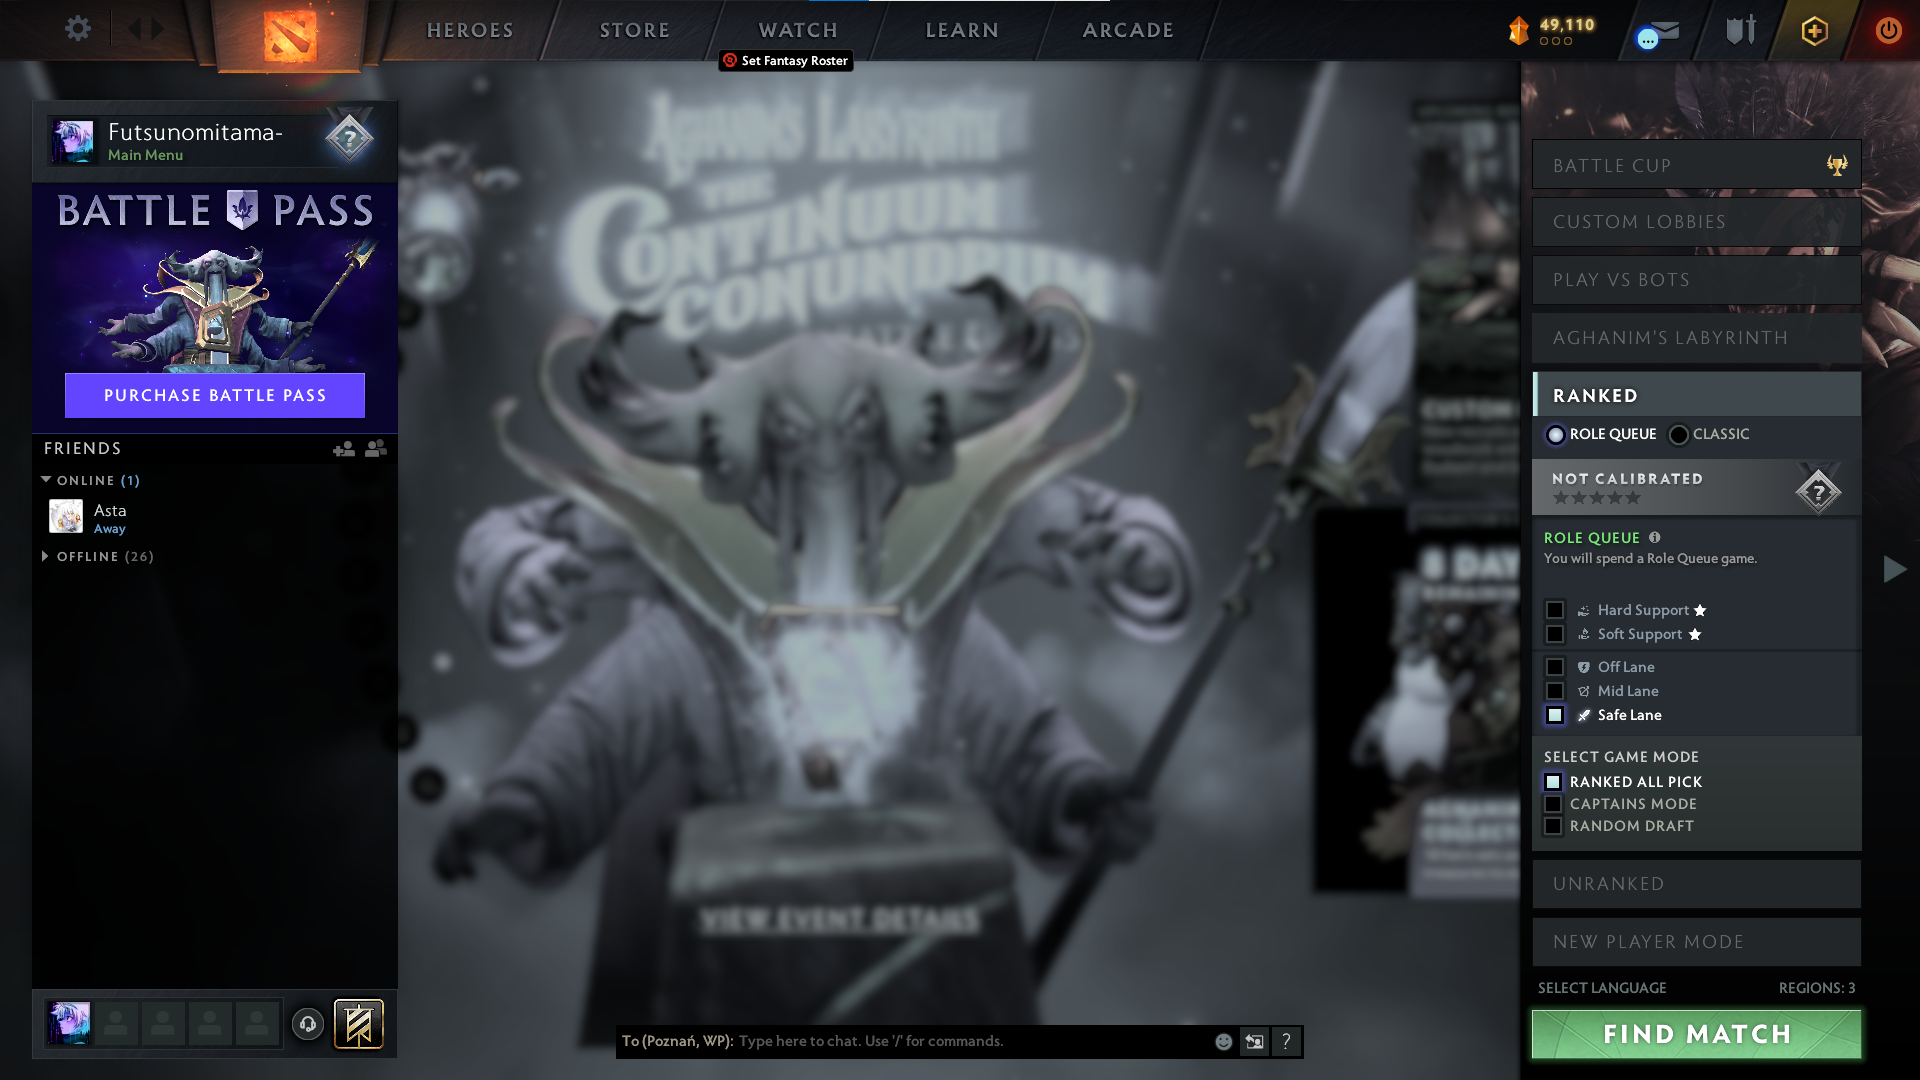 HEROES
STORE
WATCH
LEARN
ARCADE
49,110
Set Fantasy Roster
Futsunomitama-
Main Menu
BATTLE PASS
PURCHASE BATTLE PASS
FRIENDS
ONLINE (1)
Asta
Away
OFFLINE (26)
AGHANIM'S LABYRINTH
THE
CONTINUUM
CONUNDRUM
VIEW EVENT DETAILS
CUSTOM
8 DAY
To (Poznań, WP): Type here to chat. Use '/' for commands.
?
BATTLE CUP
CUSTOM LOBBIES
PLAY VS BOTS
AGHANIM'S LABYRINTH
RANKED
ROLE QUEUE
CLASSIC
NOT CALIBRATED
?
ROLE QUEUE
You will spend a Role Queue game.
Hard Support
Soft Support
Off Lane
Mid Lane
Safe Lane
SELECT GAME MODE
RANKED ALL PICK
CAPTAINS MODE
RANDOM DRAFT
UNRANKED
NEW PLAYER MODE
SELECT LANGUAGE
REGIONS: 3
FIND MATCH